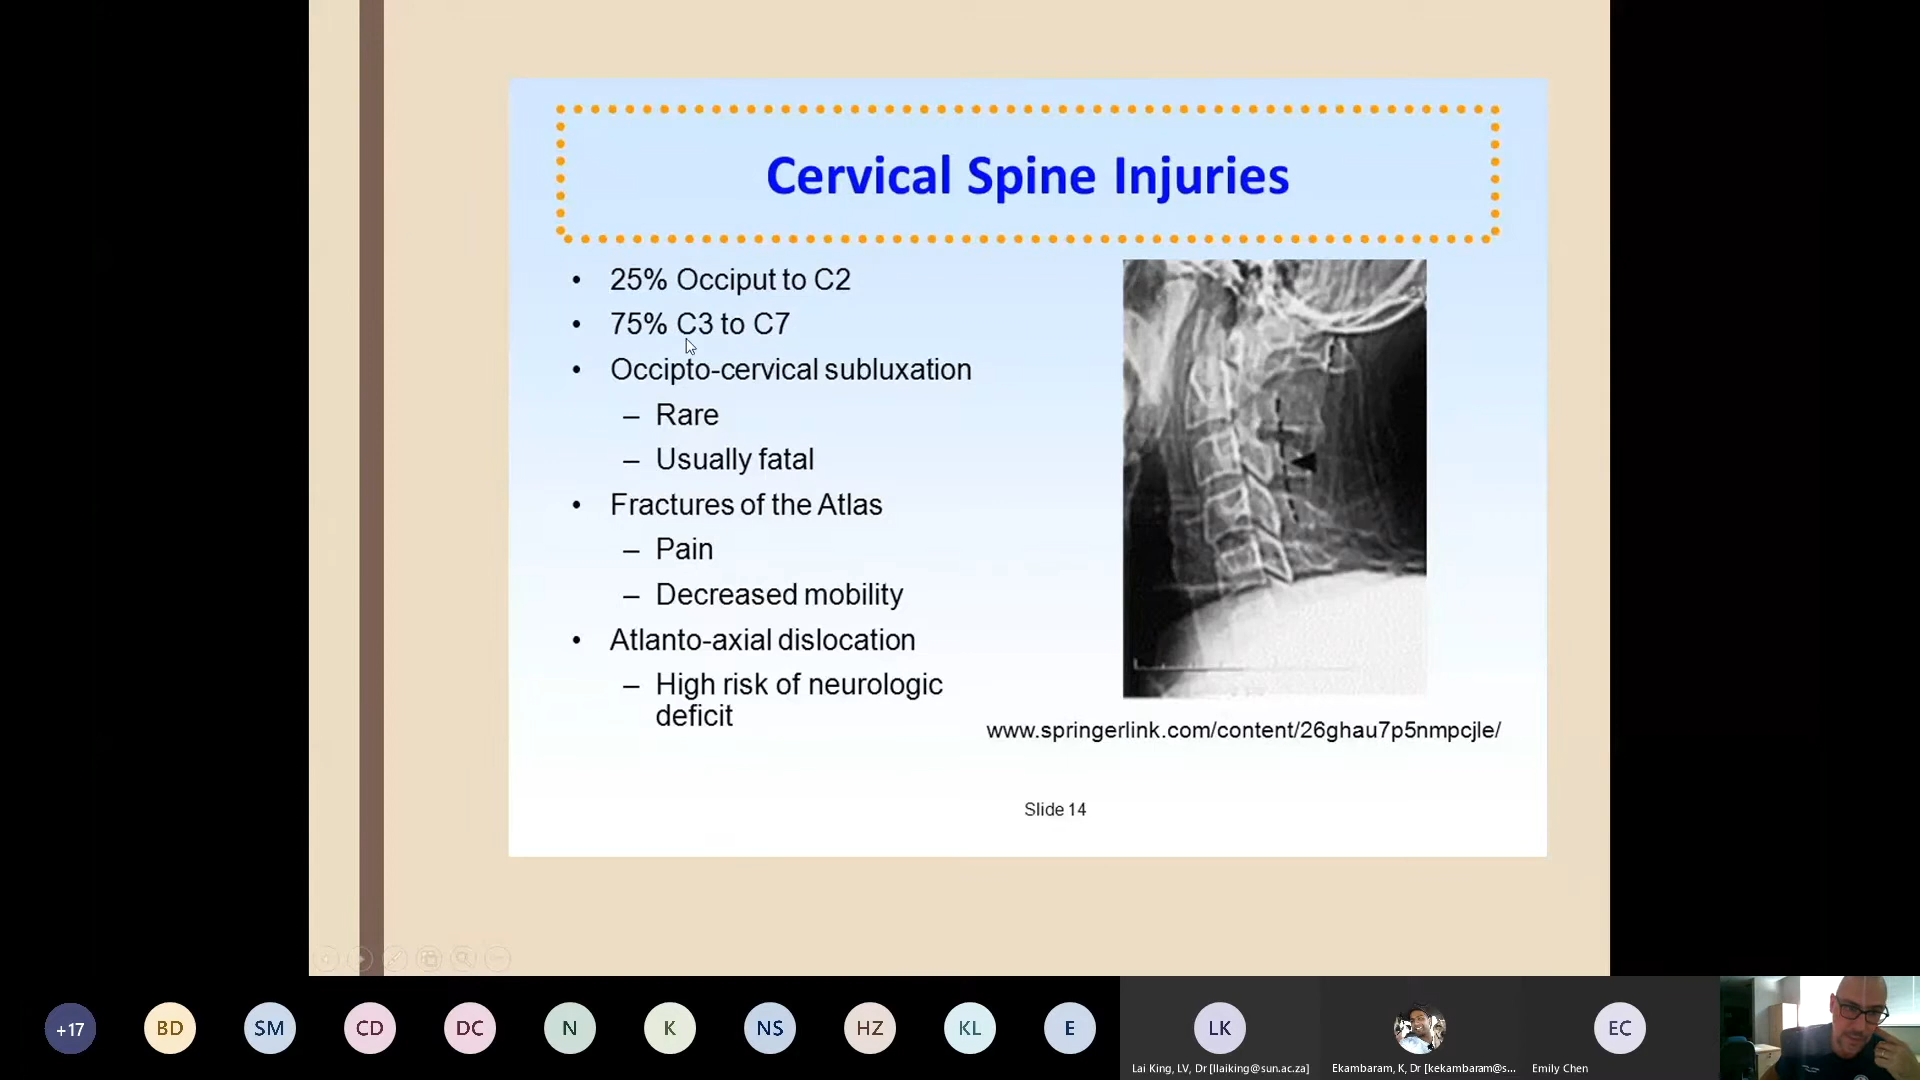 Cervical Spine Injuries
• 25% Occiput to C2
• 75% C3 to C7
• Occipto-cervical subluxation
– Rare
– Usually fatal
• Fractures of the Atlas
– Pain
– Decreased mobility
• Atlanto-axial dislocation
– High risk of neurologic
deficit
www.springerlink.com/content/26ghau7p5nmpcjle/
Slide 14
+17 BD SM CD DC N K NS HZ KL E LK EC
Lai King, LV, Dr [llaiking@sun.ac.za] Ekambaram, K, Dr [kekambaram@s... Emily Chen